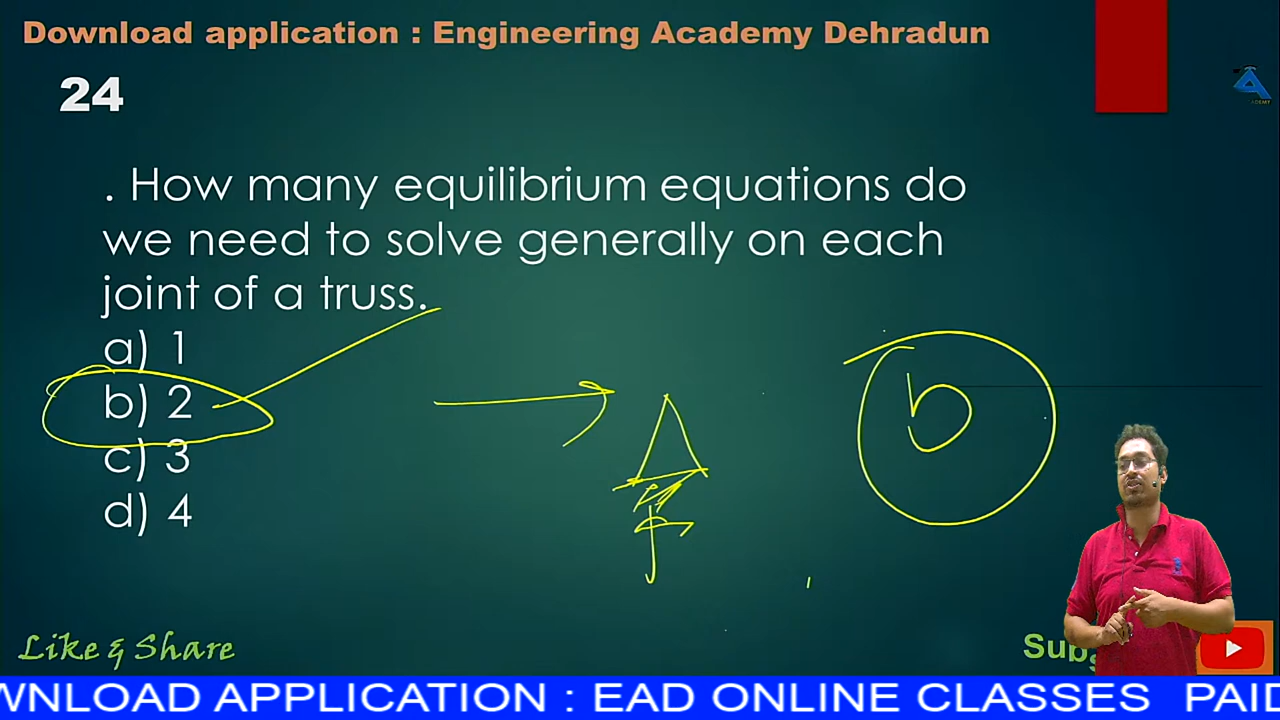 Download application : Engineering Academy Dehradun
24
. How many equilibrium equations do
we need to solve generally on each
joint of a truss.
a) 1
b) 2
c) 3
d) 4
b
Like & Share
Subs
WNLOAD APPLICATION : EAD ONLINE CLASSES PAID